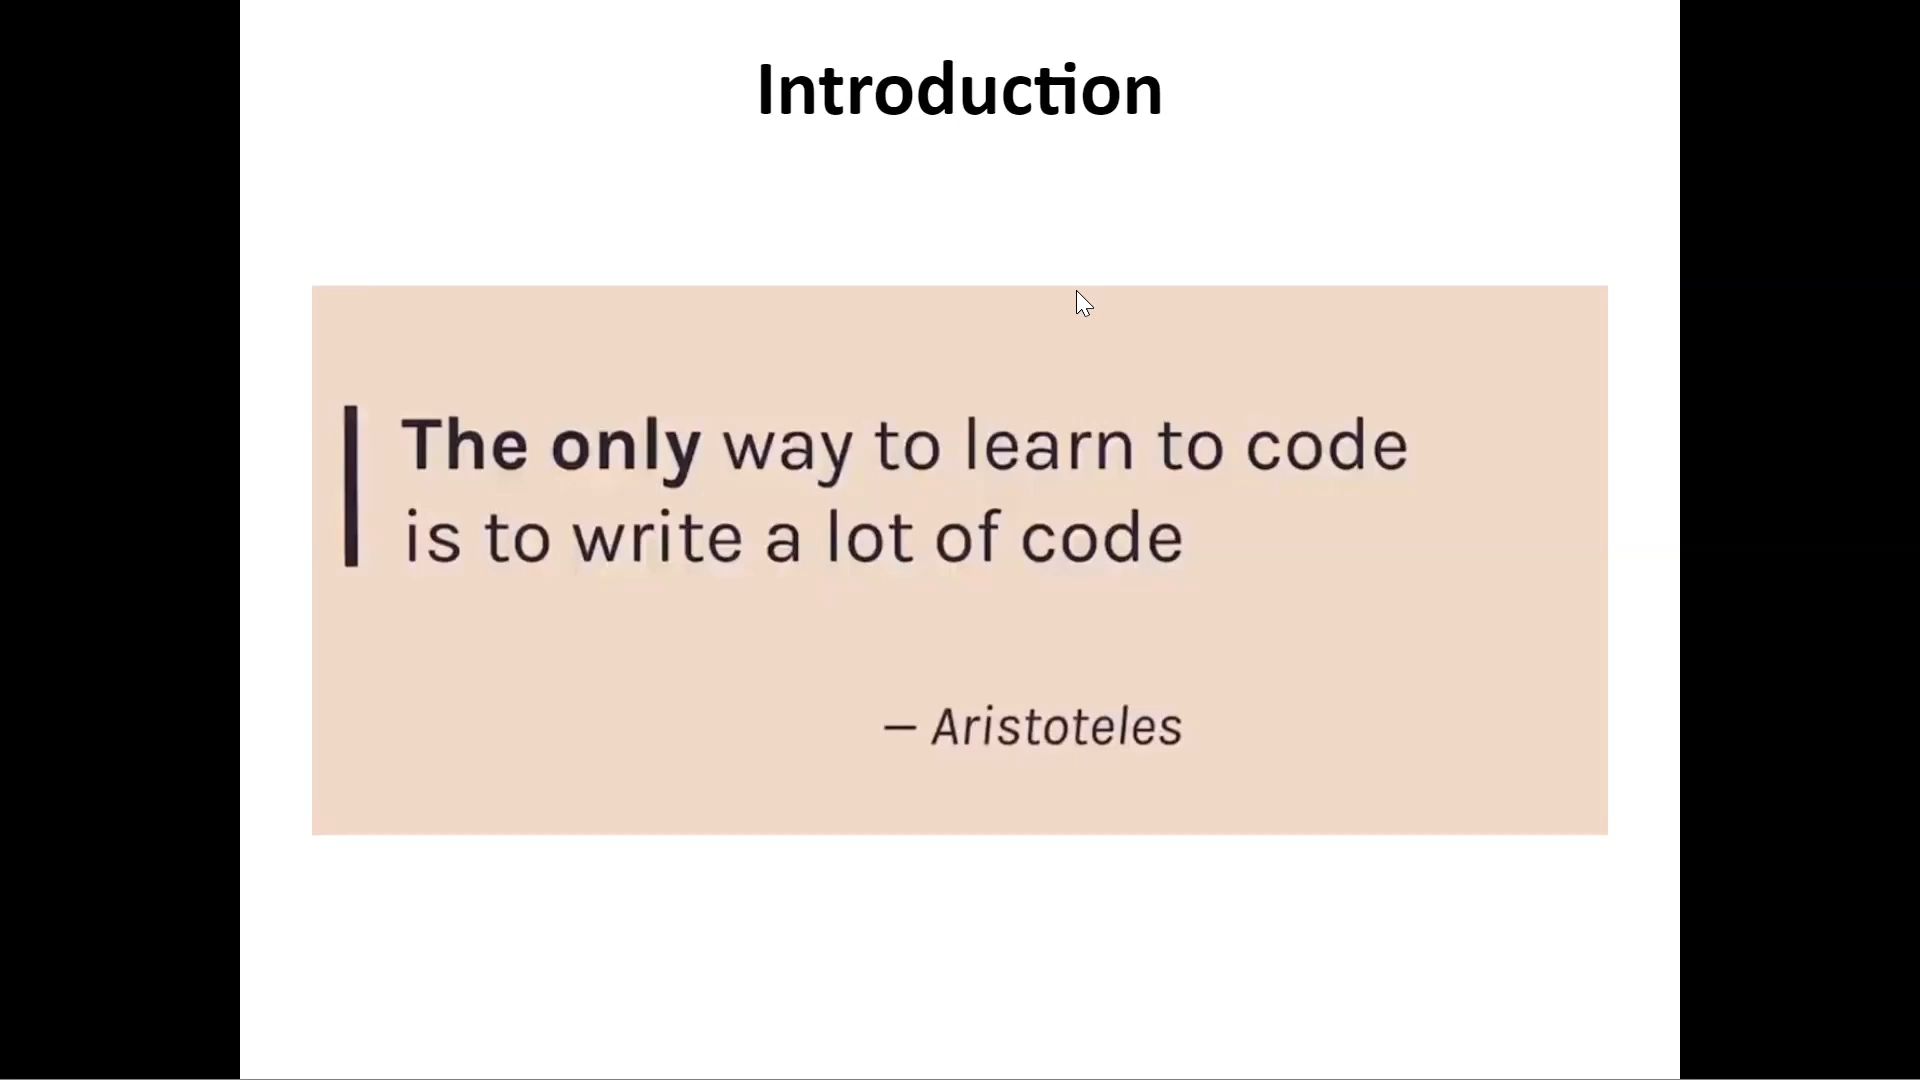 Introduction
The only way to learn to code
is to write a lot of code
– Aristoteles